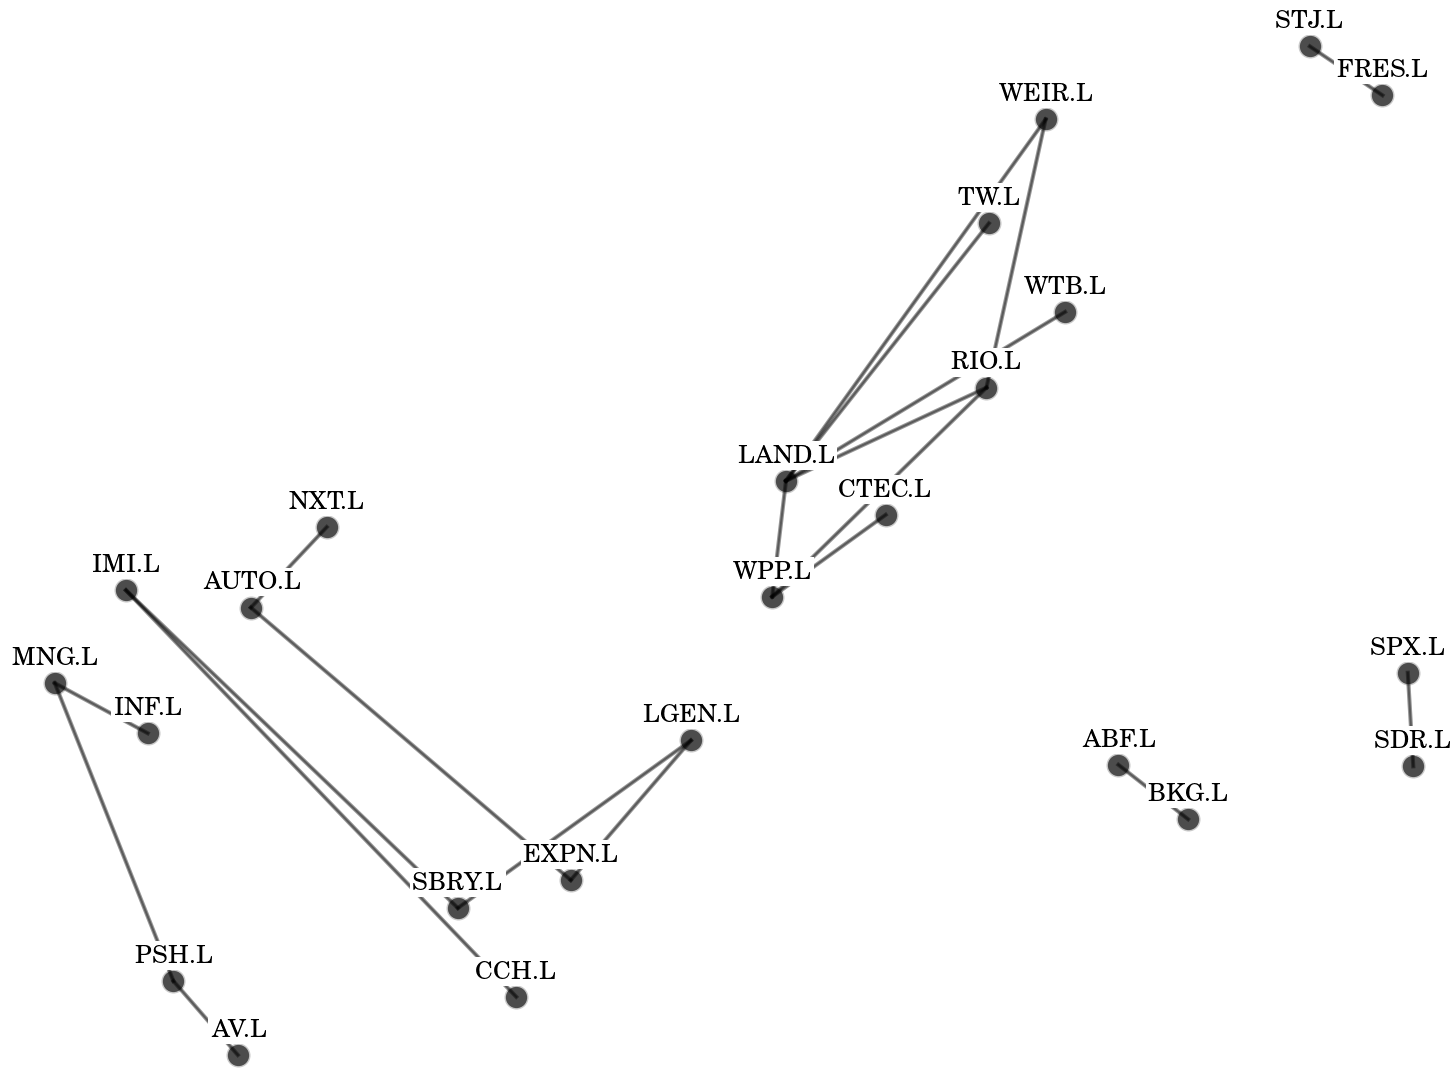 STJ.L
FRES.L
WEIR.L
TW.L
WTB.L
RIO.L
LAND.L
CTEC.L
NXT.L
IMI.L
AUTO.L
WPP.L
MNG.L
INF.L
LGEN.L
SPX.L
ABF.L
SDR.L
BKG.L
EXPN.L
SBRY.L
PSH.L
CCH.L
AV.L